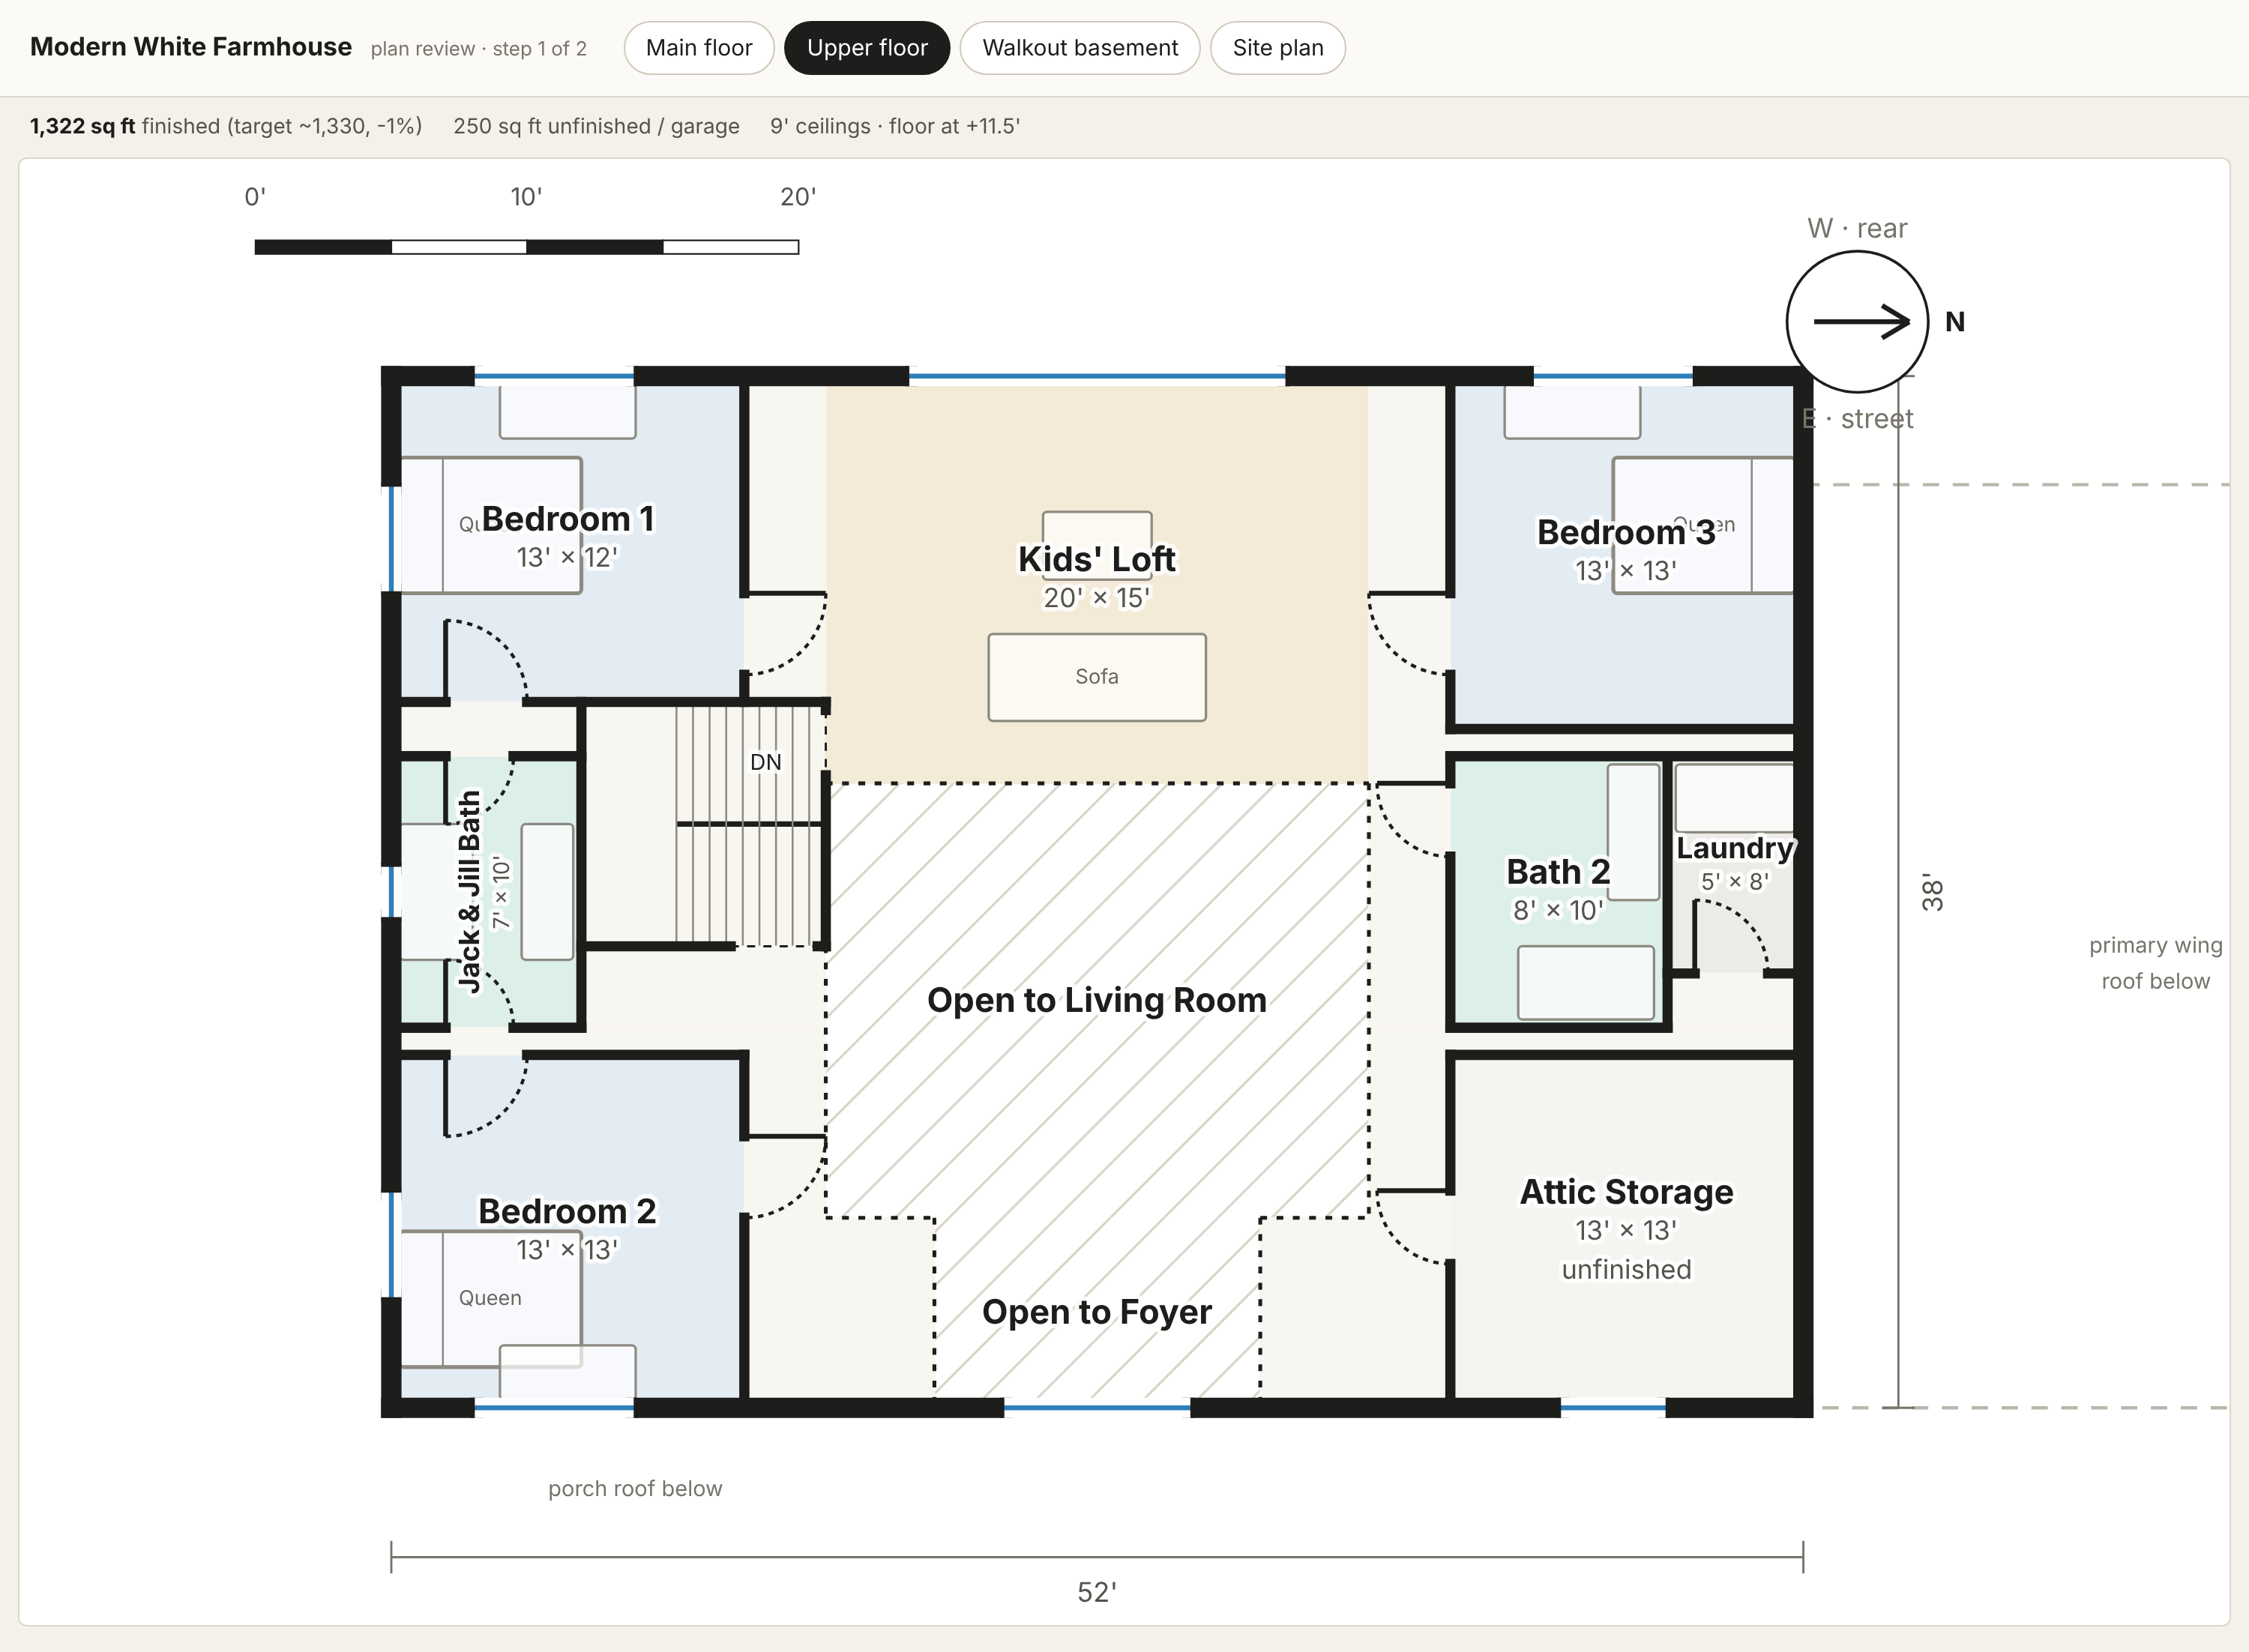 Modern White Farmhouse plan review · step 1 of 2 Main floor Upper floor Walkout basement Site plan
1,322 sq ft finished (target ~1,330, -1%) 250 sq ft unfinished / garage 9' ceilings · floor at +11.5'
0' 10' 20'
W · rear
N
E · street
Bedroom 1
13' × 12'
Kids' Loft
20' × 15'
Sofa
Queen
Bedroom 3
13' × 13'
DN
Jack & Jill Bath
7' × 10'
Bath 2
8' × 10'
Laundry
5' × 8'
38'
primary wing
roof below
Open to Living Room
Bedroom 2
13' × 13'
Queen
Attic Storage
13' × 13'
unfinished
Open to Foyer
porch roof below
52'